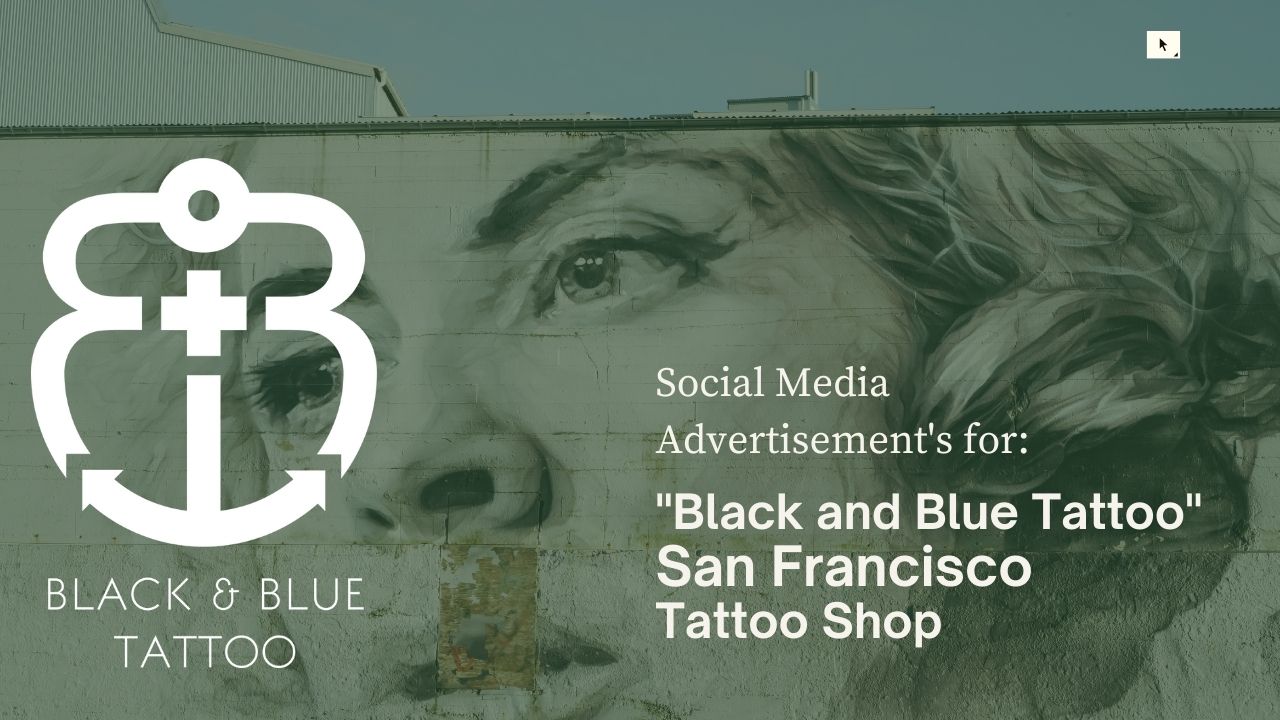 BLACK & BLUE
TATTOO
Social Media
Advertisement's for:
"Black and Blue Tattoo"
San Francisco
Tattoo Shop